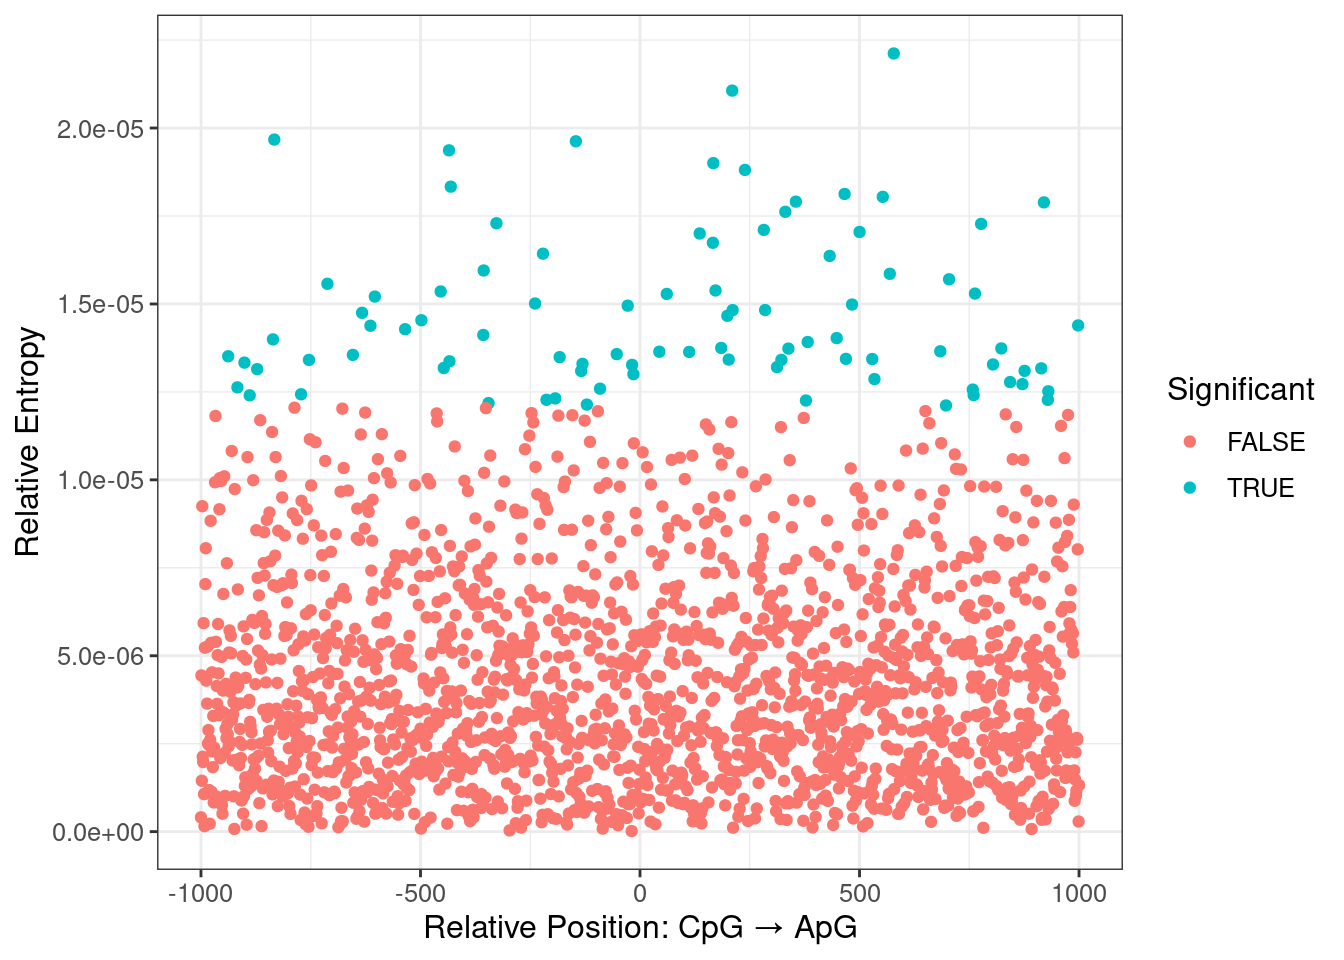 Relative Entropy
2.0e-05
1.5e-05
1.0e-05
5.0e-06
0.0e+00
-1000
-500
0
500
1000
Relative Position: CpG → ApG
Significant
FALSE
TRUE